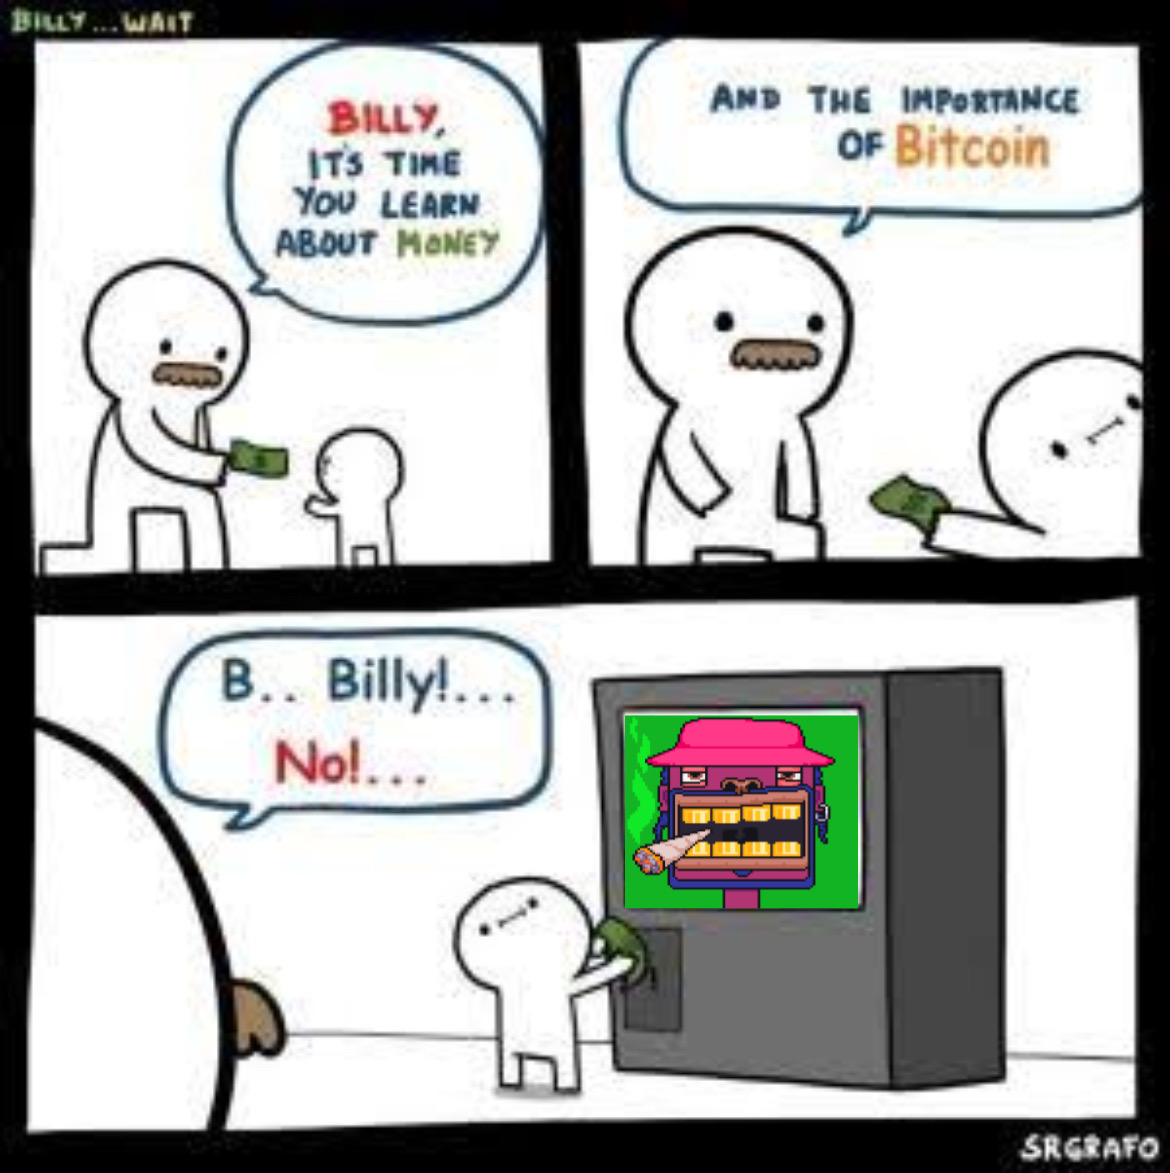 BILLY...WAIT
BILLY,
IT'S TIME
YOU LEARN
ABOUT MONEY
AND THE IMPORTANCE
OF Bitcoin
B.. Billy!...
No!...
SRGRAFO